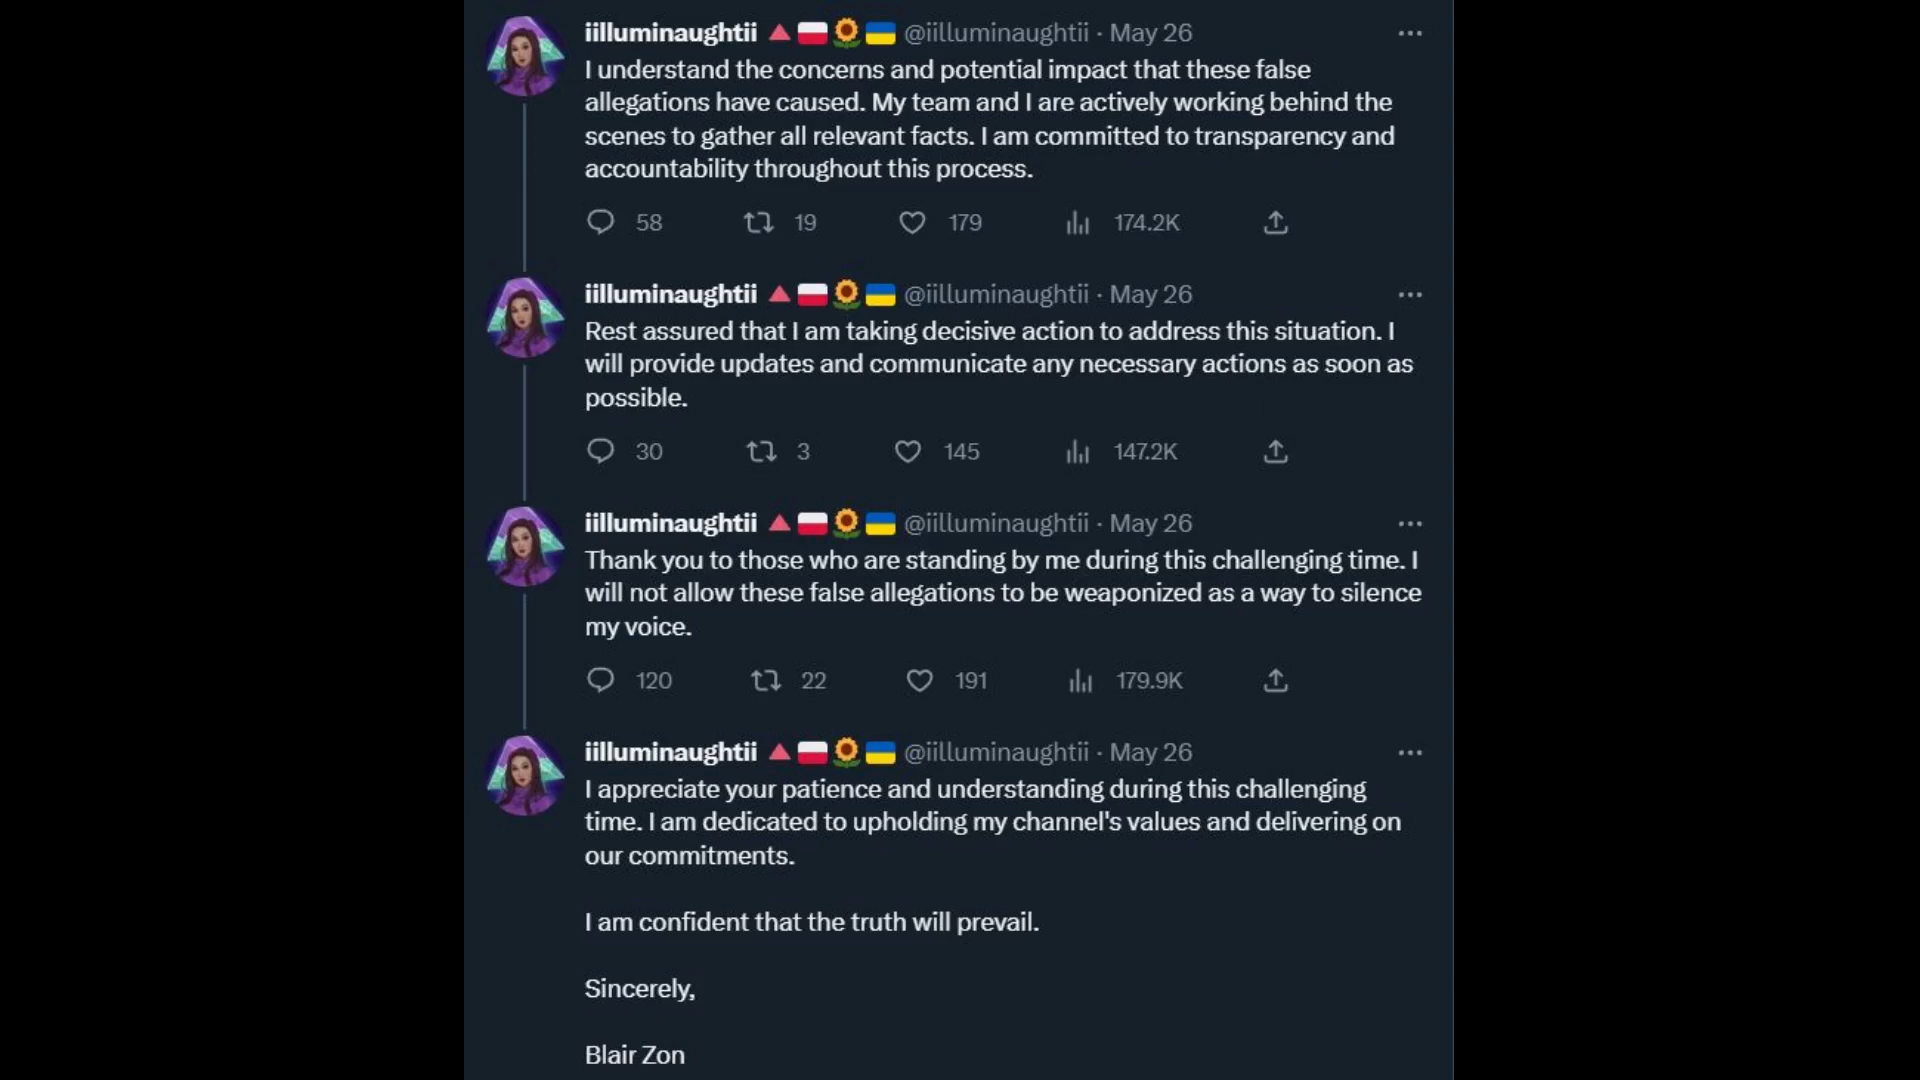 iilluminaughtii 🔺🇵🇱🌻🇺🇦 @iilluminaughtii · May 26
I understand the concerns and potential impact that these false
allegations have caused. My team and I are actively working behind the
scenes to gather all relevant facts. I am committed to transparency and
accountability throughout this process.
58 19 179 174.2K
iilluminaughtii 🔺🇵🇱🌻🇺🇦 @iilluminaughtii · May 26
Rest assured that I am taking decisive action to address this situation. I
will provide updates and communicate any necessary actions as soon as
possible.
30 3 145 147.2K
iilluminaughtii 🔺🇵🇱🌻🇺🇦 @iilluminaughtii · May 26
Thank you to those who are standing by me during this challenging time. I
will not allow these false allegations to be weaponized as a way to silence
my voice.
120 22 191 179.9K
iilluminaughtii 🔺🇵🇱🌻🇺🇦 @iilluminaughtii · May 26
I appreciate your patience and understanding during this challenging
time. I am dedicated to upholding my channel's values and delivering on
our commitments.
I am confident that the truth will prevail.
Sincerely,
Blair Zon